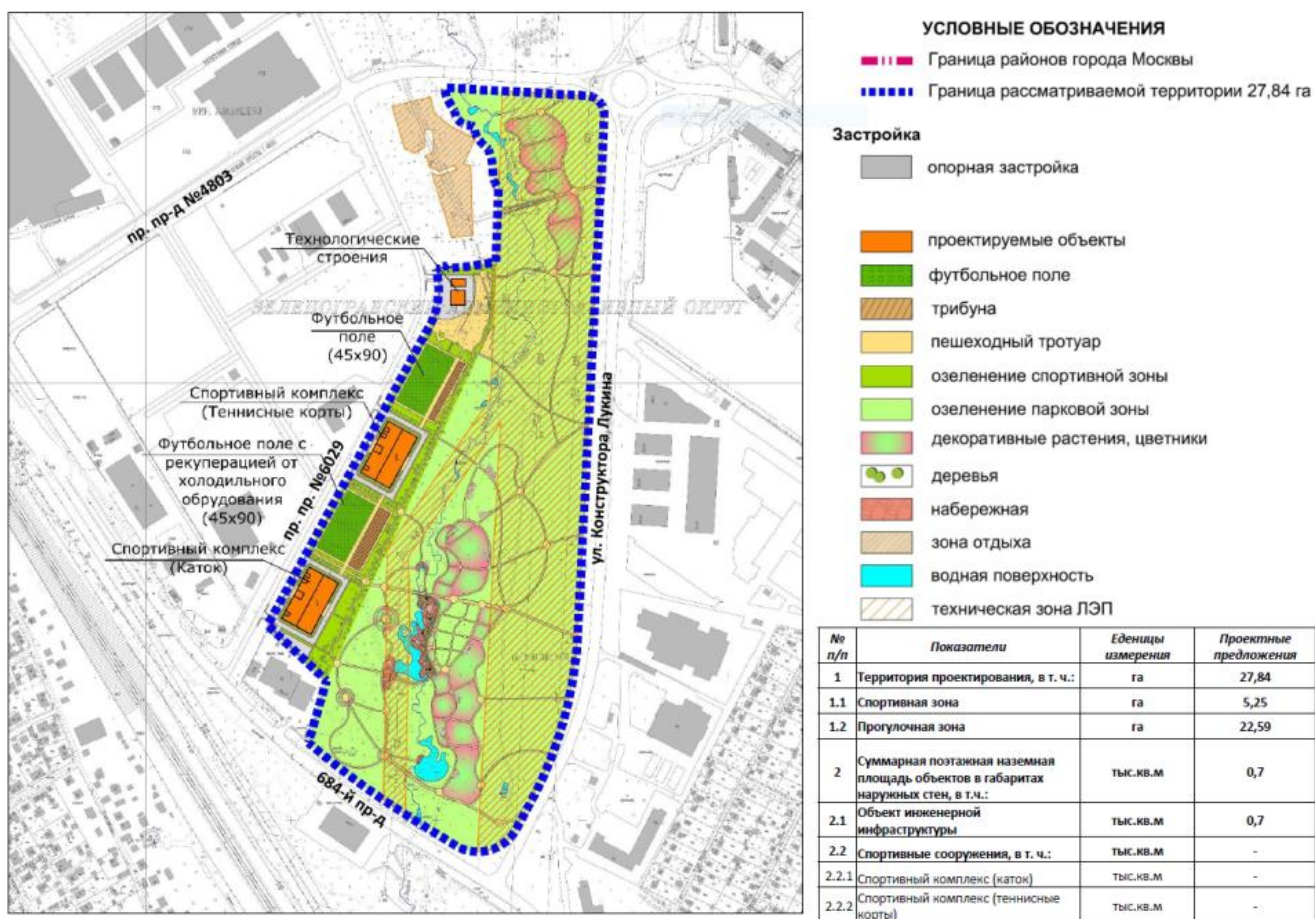 пр. пр-д №4803
Технологические
строения
ЗЕЛЕНОГРАДСКИЙ АДМИНИСТРАТИВНЫЙ ОКРУГ
Футбольное
поле
(45х90)
Спортивный комплекс
(Теннисные корты)
Футбольное поле с
рекуперацией от
холодильного
обрудования
(45х90)
Спортивный комплекс
(Каток)
пр. пр. №6029
ул. Конструктора Лукина
684-й пр-д
УСЛОВНЫЕ ОБОЗНАЧЕНИЯ
Граница районов города Москвы
Граница рассматриваемой территории 27,84 га
Застройка
опорная застройка
проектируемые объекты
футбольное поле
трибуна
пешеходный тротуар
озеленение спортивной зоны
озеленение парковой зоны
декоративные растения, цветники
деревья
набережная
зона отдыха
водная поверхность
техническая зона ЛЭП
№ Показатели Еденицы Проектные
п/п измерения предложения
1 Территория проектирования, в т. ч.: га 27,84
1.1 Спортивная зона га 5,25
1.2 Прогулочная зона га 22,59
2 Суммарная поэтажная наземная
площадь объектов в габаритах тыс.кв.м 0,7
наружных стен, в т.ч.:
2.1 Объект инженерной
инфраструктуры тыс.кв.м 0,7
2.2 Спортивные сооружения, в т. ч.: тыс.кв.м -
2.2.1 Спортивный комплекс (каток) тыс.кв.м -
2.2.2 Спортивный комплекс (теннисные
корты) тыс.кв.м -